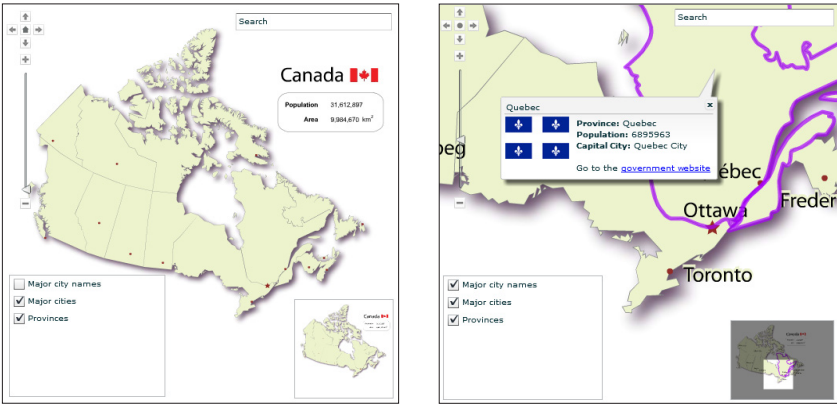 Search
Canada
Population 31,612,897
Area 9,984,670 km²
Major city names
Major cities
Provinces
Canada
Search
Quebec
Province: Quebec
Population: 6895963
Capital City: Quebec City
Go to the government website
eg
ébec
Freder
Ottawa
Toronto
Major city names
Major cities
Provinces
Canada